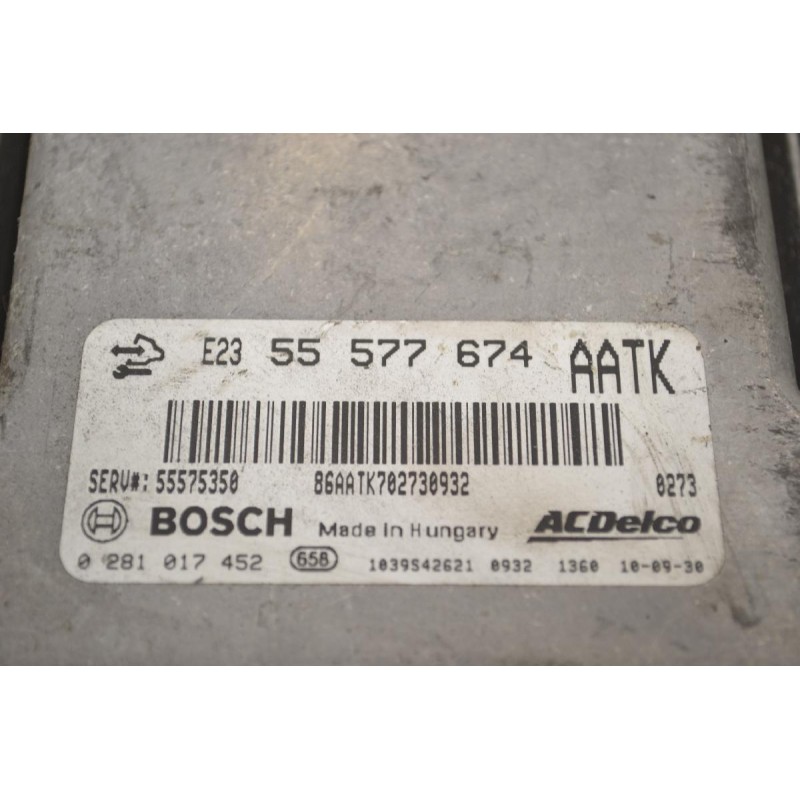 E23 55 577 674 AATK
SERV#: 55575350 86AATK702730932 0273
BOSCH Made in Hungary ACDelco
0 281 017 452 658 1039S42621 0932 1360 10-09-30